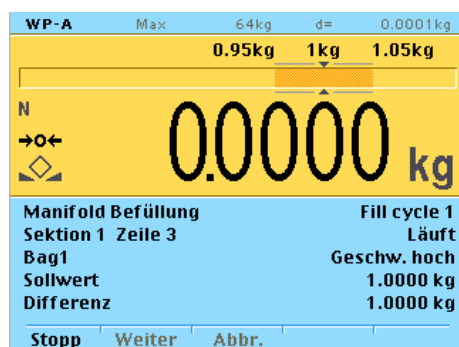 WP-A Max 64kg d= 0.0001kg
0.95kg 1kg 1.05kg
N
→0←
0.0000 kg
Manifold Befüllung Fill cycle 1
Sektion 1 Zeile 3 Läuft
Bag1 Geschw. hoch
Sollwert 1.0000 kg
Differenz 1.0000 kg
Stopp Weiter Abbr.